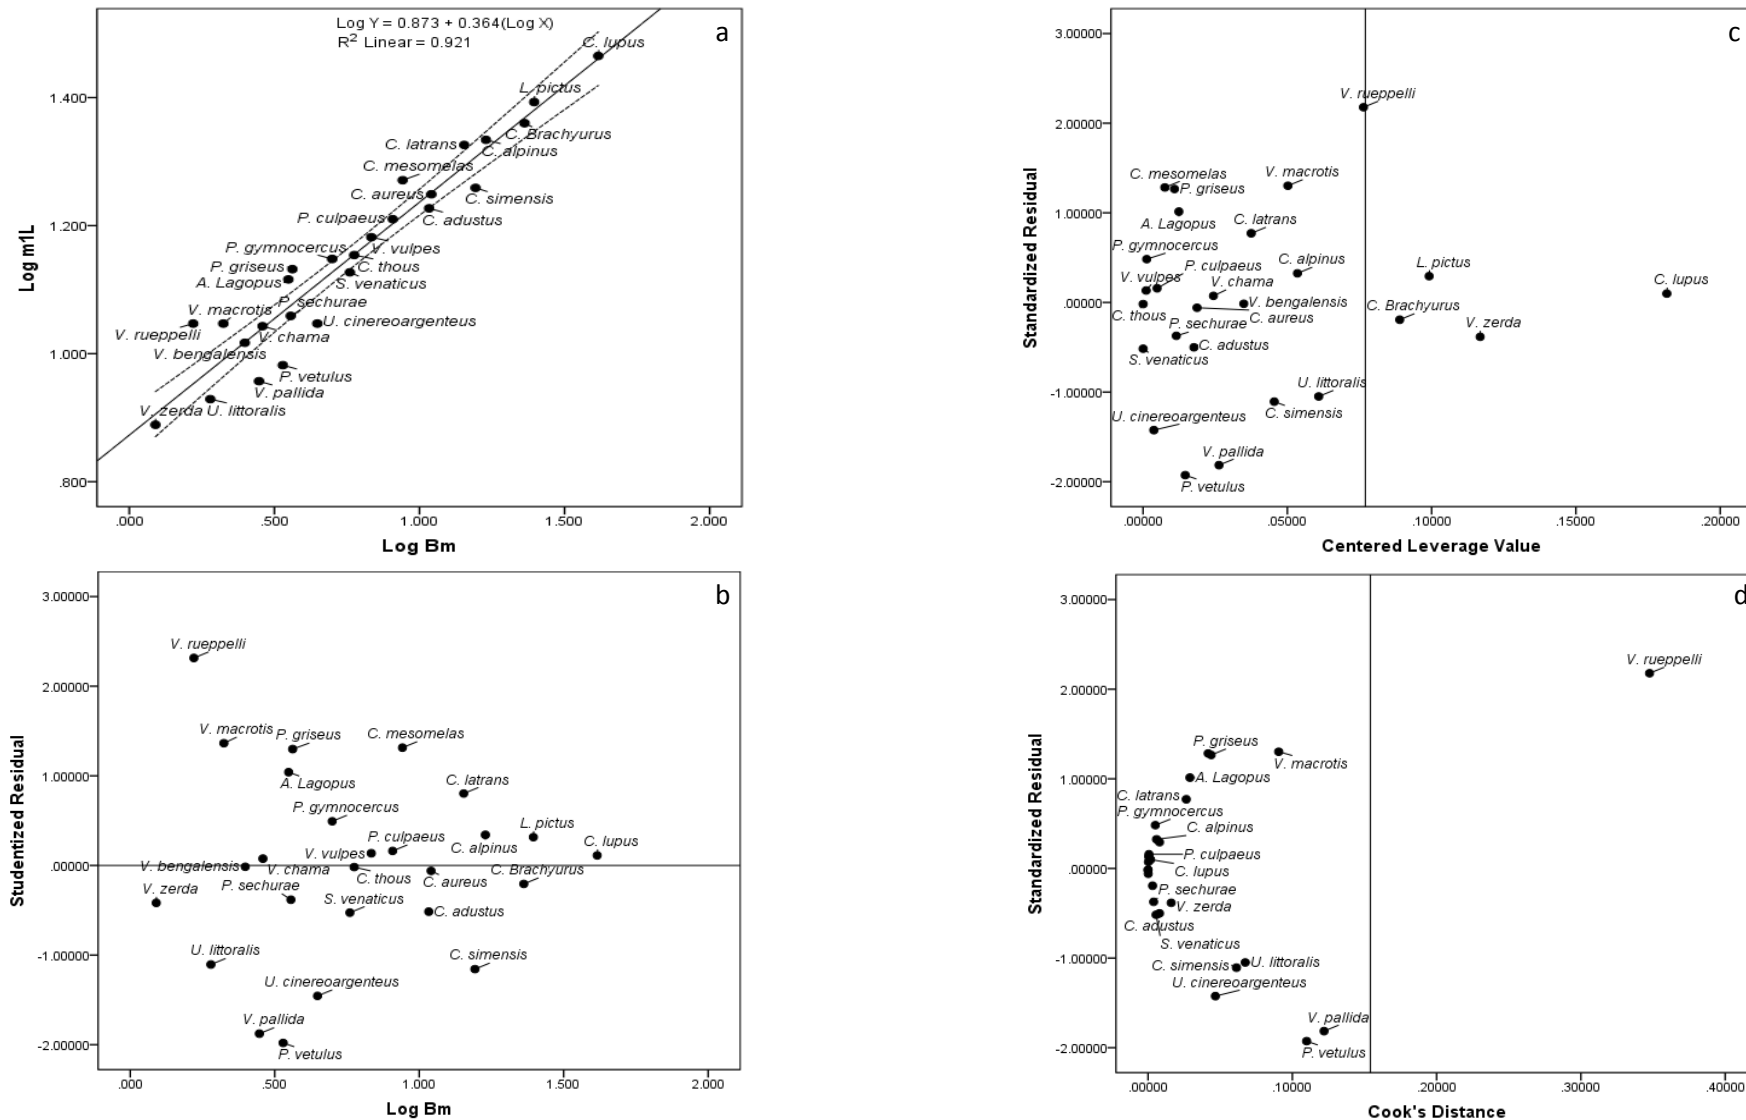 Log Y = 0.873 + 0.364(Log X)
R² Linear = 0.921
a
C. lupus
L. pictus
C. Brachyurus
C. latrans
C. alpinus
C. mesomelas
C. aureus
C. simensis
P. culpaeus
C. adustus
P. gymnocercus
V. vulpes
P. griseus
C. thous
A. Lagopus
S. venaticus
P. sechurae
V. macrotis
U. cinereoargenteus
V. rueppelli
V. chama
V. bengalensis
P. vetulus
V. pallida
V. zerda
U. littoralis
1.400
1.200
1.000
.800
Log m1L
.000
.500
1.000
1.500
2.000
Log Bm
b
3.00000
2.00000
1.00000
.00000
-1.00000
-2.00000
Studentized Residual
V. rueppelli
V. macrotis
P. griseus
C. mesomelas
A. Lagopus
C. latrans
P. gymnocercus
L. pictus
P. culpaeus
C. alpinus
C. lupus
V. vulpes
V. bengalensis
V. chama
C. thous
C. aureus
C. Brachyurus
V. zerda
P. sechurae
S. venaticus
C. adustus
U. littoralis
C. simensis
U. cinereoargenteus
V. pallida
P. vetulus
.000
.500
1.000
1.500
2.000
Log Bm
c
3.00000
2.00000
1.00000
.00000
-1.00000
-2.00000
Standardized Residual
V. rueppelli
C. mesomelas
V. macrotis
P. griseus
A. Lagopus
C. latrans
P. gymnocercus
C. alpinus
L. pictus
P. culpaeus
V. vulpes
V. chama
C. lupus
V. bengalensis
C. Brachyurus
C. thous
C. aureus
P. sechurae
V. zerda
C. adustus
S. venaticus
U. littoralis
C. simensis
U. cinereoargenteus
V. pallida
P. vetulus
.00000
.05000
.10000
.15000
.20000
Centered Leverage Value
d
3.00000
2.00000
1.00000
.00000
-1.00000
-2.00000
Standardized Residual
V. rueppelli
P. griseus
V. macrotis
A. Lagopus
C. latrans
P. gymnocercus
C. alpinus
P. culpaeus
C. lupus
P. sechurae
V. zerda
C. adustus
S. venaticus
C. simensis
U. littoralis
U. cinereoargenteus
V. pallida
P. vetulus
.00000
.10000
.20000
.30000
.40000
Cook's Distance